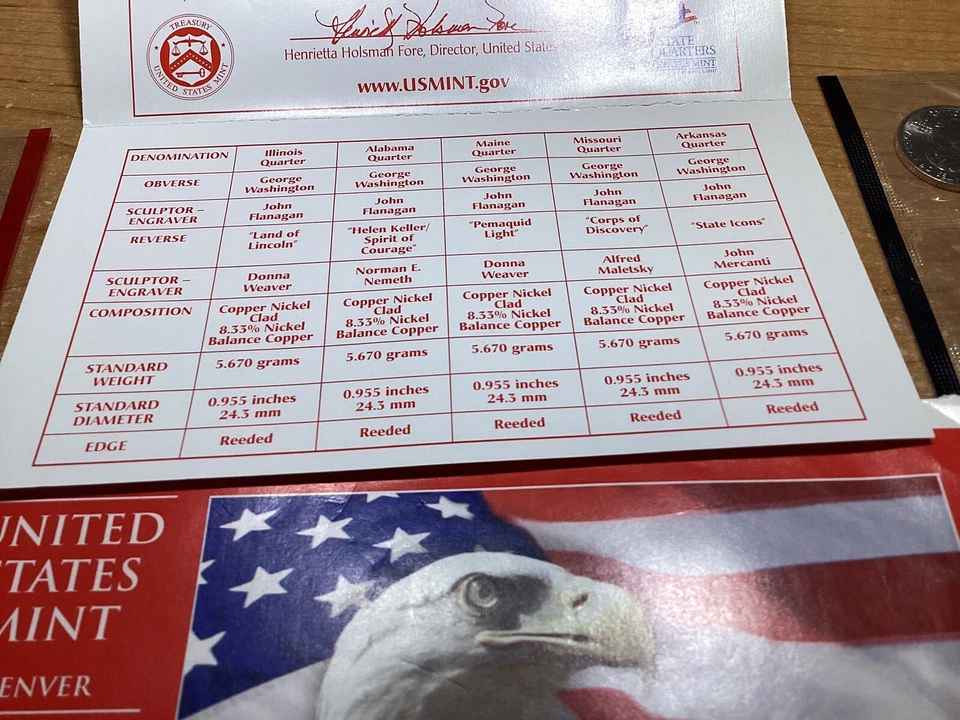 TREASURY
UNITED STATES MINT
Henrietta Holsman Fore
Henrietta Holsman Fore, Director, United States
STATE
QUARTERS
www.USMINT.gov
DENOMINATION Illinois Quarter Alabama Quarter Maine Quarter Missouri Quarter Arkansas Quarter
OBVERSE George Washington George Washington George Washington George Washington George Washington
SCULPTOR – ENGRAVER John Flanagan John Flanagan John Flanagan John Flanagan John Flanagan
REVERSE "Land of Lincoln" "Helen Keller/ Spirit of Courage" "Pemaquid Light" "Corps of Discovery" "State Icons"
SCULPTOR – ENGRAVER Donna Weaver Norman E. Nemeth Donna Weaver Alfred Maletsky John Mercanti
COMPOSITION Copper Nickel Clad 8.33% Nickel Balance Copper Copper Nickel Clad 8.33% Nickel Balance Copper Copper Nickel Clad 8.33% Nickel Balance Copper Copper Nickel Clad 8.33% Nickel Balance Copper Copper Nickel Clad 8.33% Nickel Balance Copper
STANDARD WEIGHT 5.670 grams 5.670 grams 5.670 grams 5.670 grams 5.670 grams
STANDARD DIAMETER 0.955 inches 24.3 mm 0.955 inches 24.3 mm 0.955 inches 24.3 mm 0.955 inches 24.3 mm 0.955 inches 24.3 mm
EDGE Reeded Reeded Reeded Reeded Reeded
UNITED
STATES
MINT
ENVER